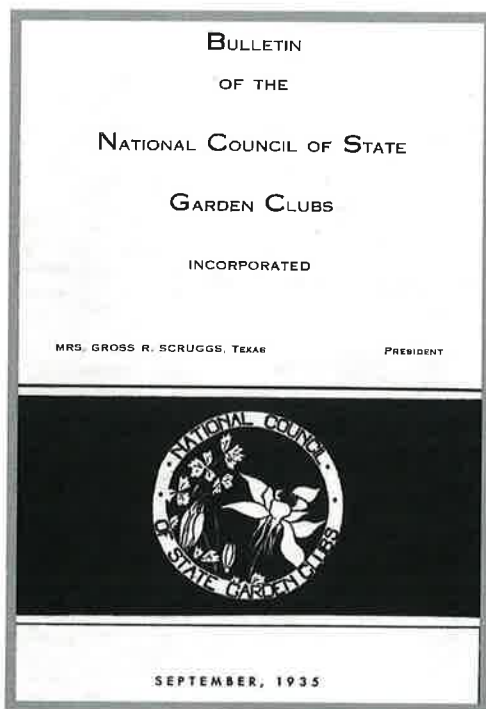 BULLETIN
OF THE
NATIONAL COUNCIL OF STATE
GARDEN CLUBS
INCORPORATED
MRS. GROSS R. SCRUGGS, TEXAS PRESIDENT
· NATIONAL COUNCIL ·
OF STATE GARDEN CLUBS
SEPTEMBER, 1935